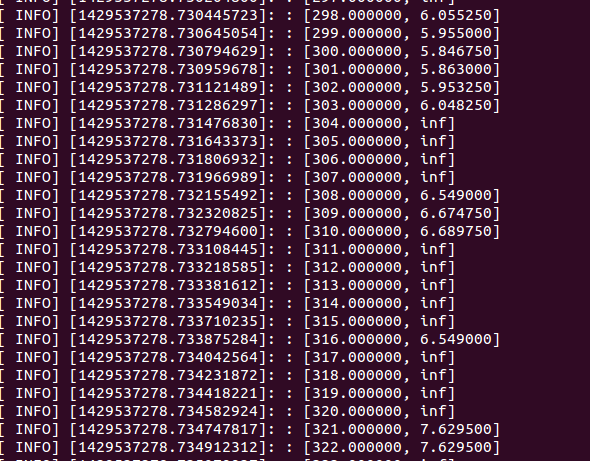 [ INFO] [1429537278.730445723]: : [298.000000, 6.055250]
[ INFO] [1429537278.730645054]: : [299.000000, 5.955000]
[ INFO] [1429537278.730794629]: : [300.000000, 5.846750]
[ INFO] [1429537278.730959678]: : [301.000000, 5.863000]
[ INFO] [1429537278.731121489]: : [302.000000, 5.953250]
[ INFO] [1429537278.731286297]: : [303.000000, 6.048250]
[ INFO] [1429537278.731476830]: : [304.000000, inf]
[ INFO] [1429537278.731643373]: : [305.000000, inf]
[ INFO] [1429537278.731806932]: : [306.000000, inf]
[ INFO] [1429537278.731966989]: : [307.000000, inf]
[ INFO] [1429537278.732155492]: : [308.000000, 6.549000]
[ INFO] [1429537278.732320825]: : [309.000000, 6.674750]
[ INFO] [1429537278.732794600]: : [310.000000, 6.689750]
[ INFO] [1429537278.733108445]: : [311.000000, inf]
[ INFO] [1429537278.733218585]: : [312.000000, inf]
[ INFO] [1429537278.733381612]: : [313.000000, inf]
[ INFO] [1429537278.733549034]: : [314.000000, inf]
[ INFO] [1429537278.733710235]: : [315.000000, inf]
[ INFO] [1429537278.733875284]: : [316.000000, 6.549000]
[ INFO] [1429537278.734042564]: : [317.000000, inf]
[ INFO] [1429537278.734231872]: : [318.000000, inf]
[ INFO] [1429537278.734418221]: : [319.000000, inf]
[ INFO] [1429537278.734582924]: : [320.000000, inf]
[ INFO] [1429537278.734747817]: : [321.000000, 7.629500]
[ INFO] [1429537278.734912312]: : [322.000000, 7.629500]